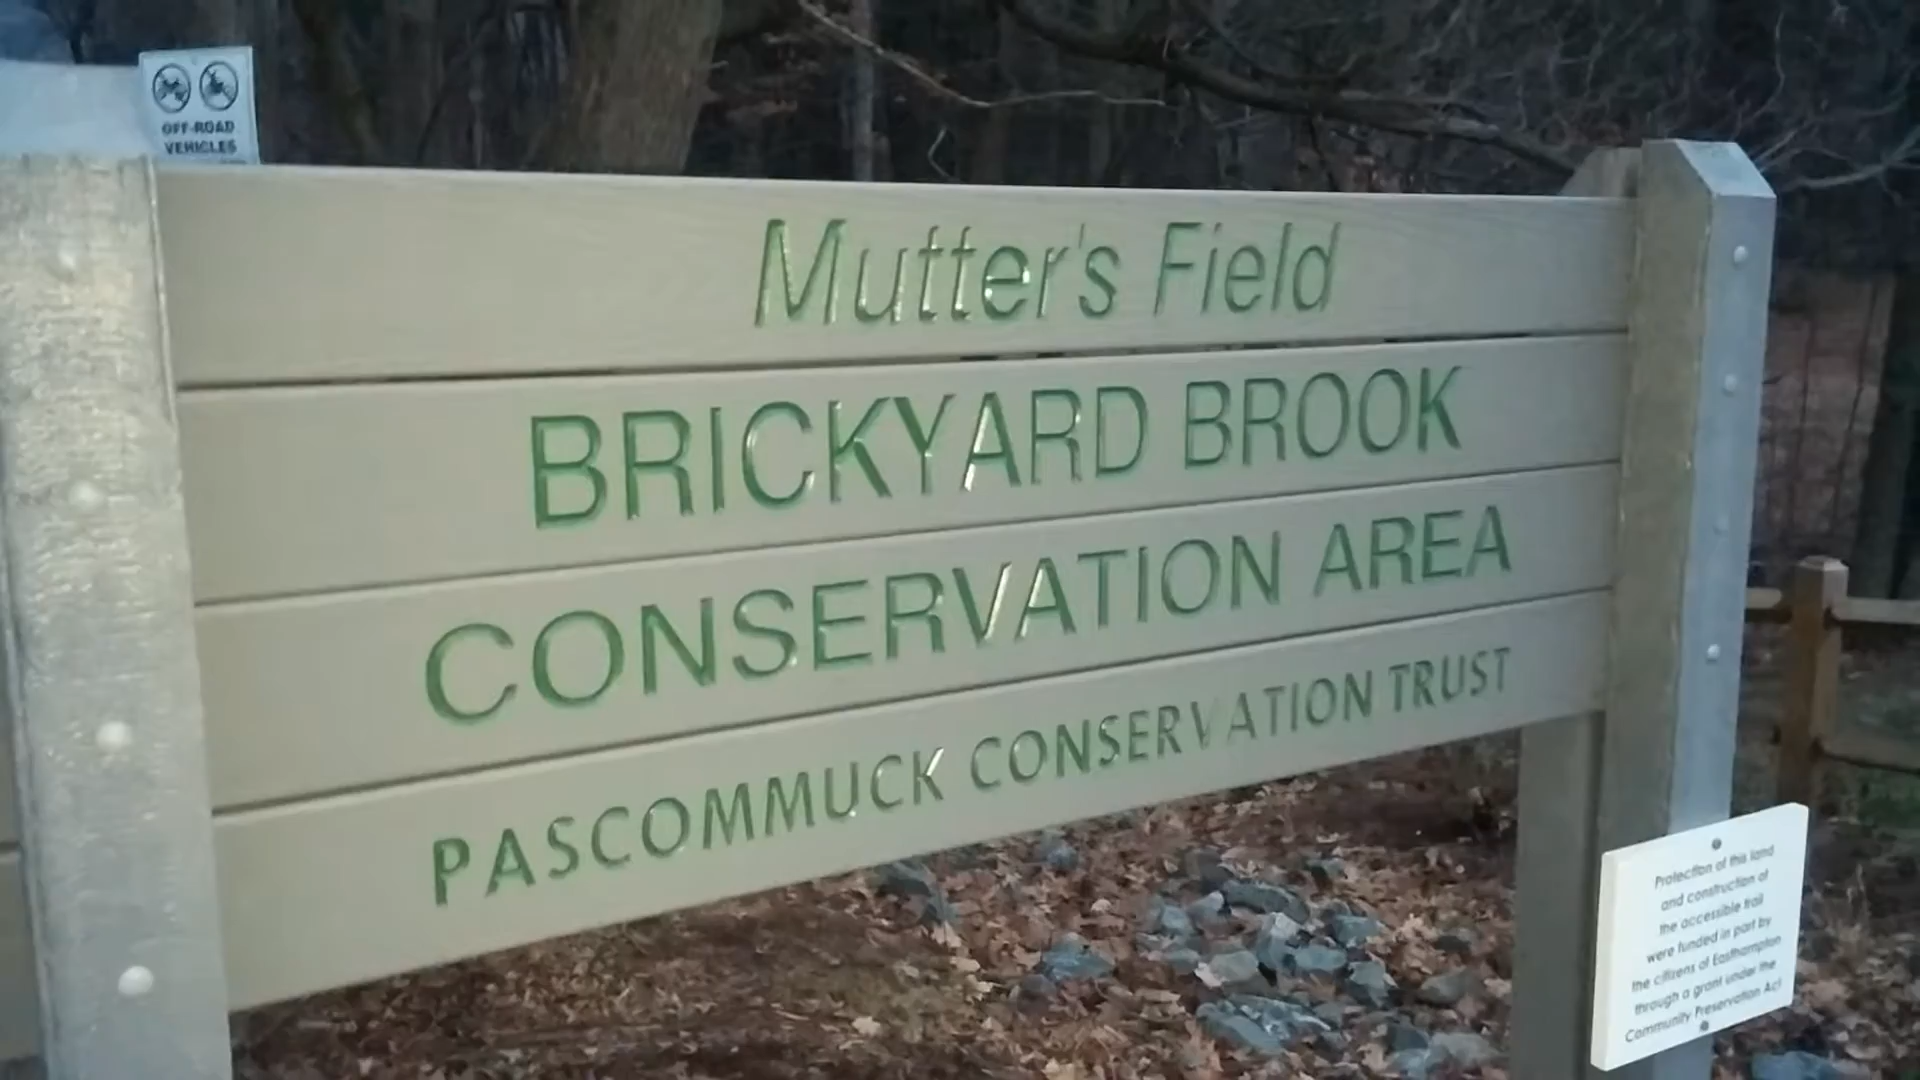 OFF-ROAD
VEHICLES
Mutter's Field
BRICKYARD BROOK
CONSERVATION AREA
PASCOMMUCK CONSERVATION TRUST
Protection of this land
and construction of
the accessible trail
were funded in part by
the citizens of Easthampton
through a grant under the
Community Preservation Act